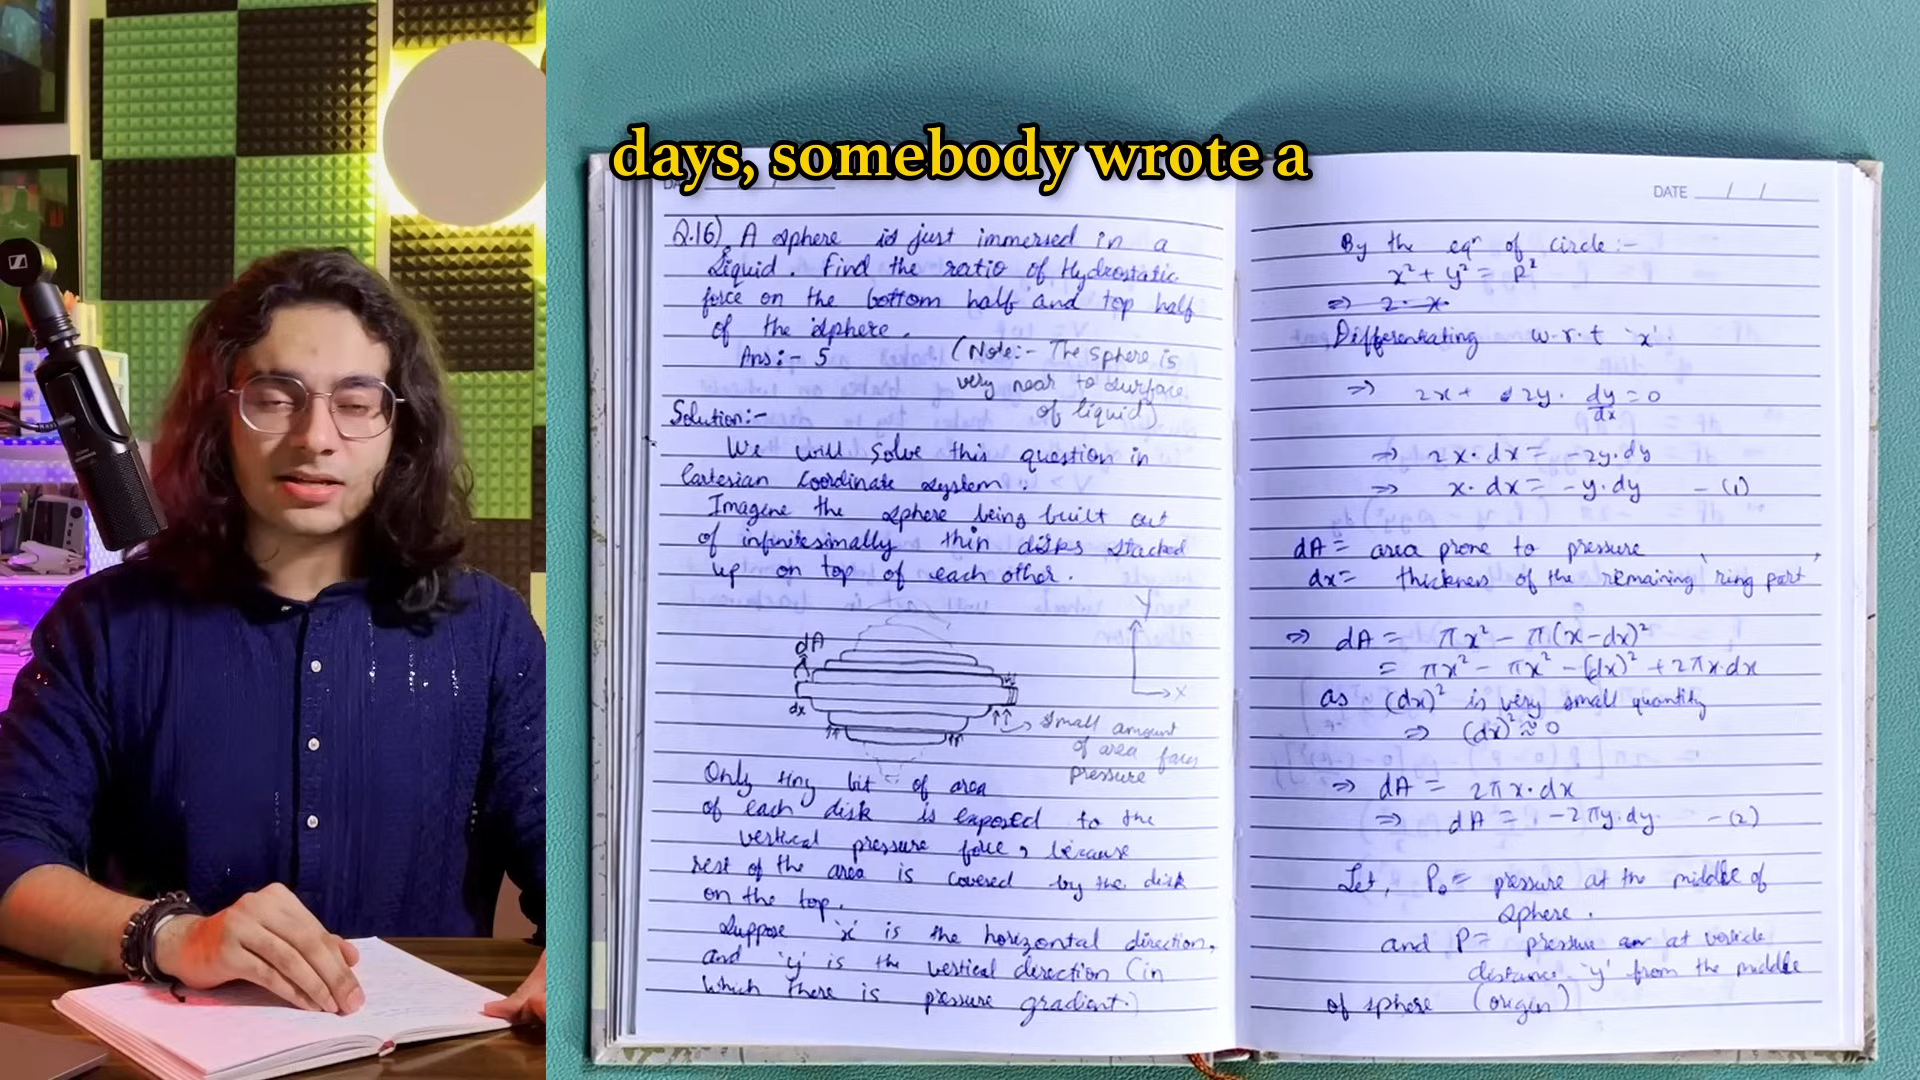 days, somebody wrote a
Q.16) A sphere is just immersed in a
liquid. Find the ratio of Hydrostatic
force on the bottom half and top half
of the sphere.
Ans:- 5 (Note:- The sphere is
very near to surface
of liquid)
Solution:-
We will solve this question in
Cartesian Coordinate system.
Imagine the sphere being built out
of infinitesimally thin disks stacked
up on top of each other.
dA
dx
Y
x
small amount
of area faces
pressure
Only tiny bit of area
of each disk is exposed to the
vertical pressure force, because
rest of the area is covered by the disk
on the top.
Suppose 'x' is the horizontal direction,
and 'y' is the vertical direction (in
which there is pressure gradient.)
DATE / /
By the eqn of circle:-
x² + y² = R²
⇒ 2·x·
Differentiating w·r·t 'x'
⇒ 2x + 2y · dy/dx = 0
⇒ 2x·dx = -2y·dy
⇒ x·dx = -y·dy - (1)
dA = area prone to pressure
dx = thickness of the remaining ring part
⇒ dA = πx² - π(x-dx)²
= πx² - πx² - (dx)² + 2πx·dx
as (dx)² is very small quantity
⇒ (dx)² ≈ 0
⇒ dA = 2πx·dx
⇒ dA = -2πy·dy - (2)
Let, P₀ = pressure at the middle of
sphere.
and P = pressure at verticle
distance 'y' from the middle
of sphere (origin)